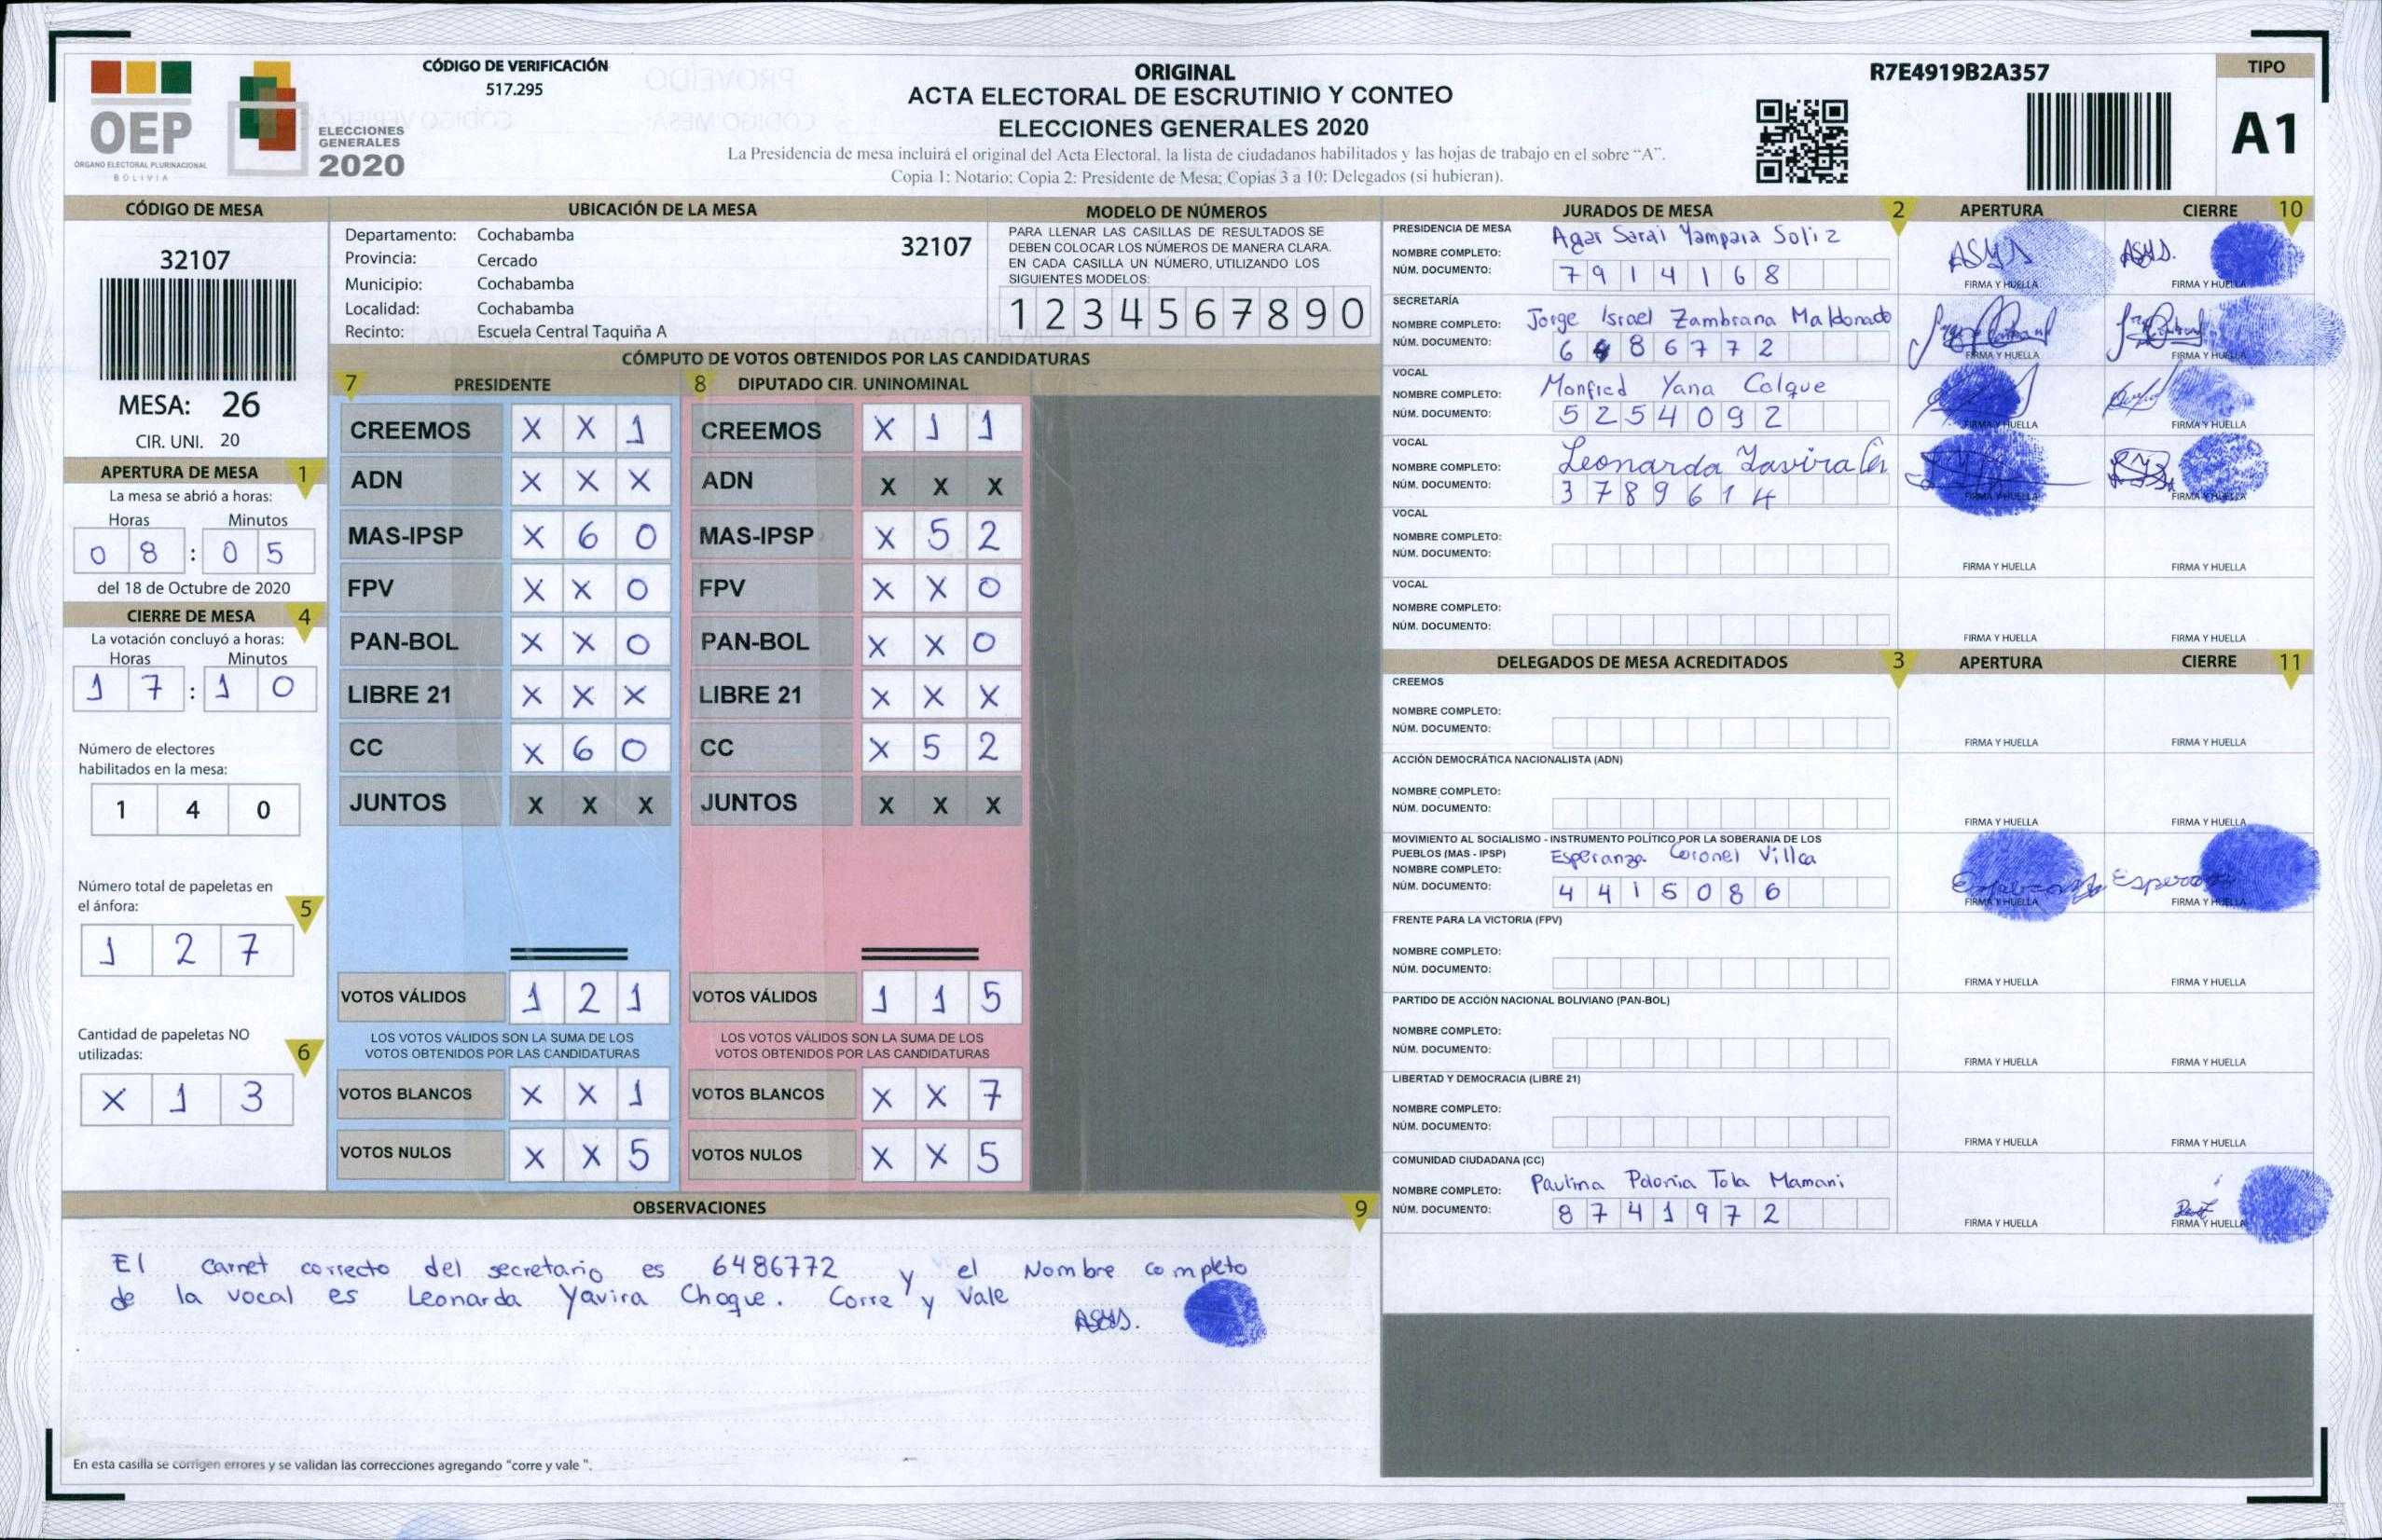 OEP
ÓRGANO ELECTORAL PLURINACIONAL
BOLIVIA
ELECCIONES
GENERALES
2020
CÓDIGO DE VERIFICACIÓN
517.295
ORIGINAL
ACTA ELECTORAL DE ESCRUTINIO Y CONTEO
ELECCIONES GENERALES 2020
La Presidencia de mesa incluirá el original del Acta Electoral, la lista de ciudadanos habilitados y las hojas de trabajo en el sobre “A”.
Copia 1: Notario; Copia 2: Presidente de Mesa; Copias 3 a 10: Delegados (si hubieran).
R7E4919B2A357
TIPO
A1
CÓDIGO DE MESA
32107
MESA: 26
CIR. UNI. 20
APERTURA DE MESA 1
La mesa se abrió a horas:
Horas Minutos
0 8 : 0 5
del 18 de Octubre de 2020
CIERRE DE MESA 4
La votación concluyó a horas:
Horas Minutos
1 7 : 1 0
Número de electores
habilitados en la mesa:
1 4 0
Número total de papeletas en
el ánfora: 5
1 2 7
Cantidad de papeletas NO
utilizadas: 6
X 1 3
UBICACIÓN DE LA MESA
Departamento: Cochabamba 32107
Provincia: Cercado
Municipio: Cochabamba
Localidad: Cochabamba
Recinto: Escuela Central Taquiña A
MODELO DE NÚMEROS
PARA LLENAR LAS CASILLAS DE RESULTADOS SE
DEBEN COLOCAR LOS NÚMEROS DE MANERA CLARA.
EN CADA CASILLA UN NÚMERO, UTILIZANDO LOS
SIGUIENTES MODELOS:
1 2 3 4 5 6 7 8 9 0
CÓMPUTO DE VOTOS OBTENIDOS POR LAS CANDIDATURAS
7 PRESIDENTE 8 DIPUTADO CIR. UNINOMINAL
CREEMOS X X 1 CREEMOS X 1 1
ADN X X X ADN X X X
MAS-IPSP X 6 0 MAS-IPSP X 5 2
FPV X X 0 FPV X X 0
PAN-BOL X X 0 PAN-BOL X X 0
LIBRE 21 X X X LIBRE 21 X X X
CC X 6 0 CC X 5 2
JUNTOS X X X JUNTOS X X X
VOTOS VÁLIDOS 1 2 1 VOTOS VÁLIDOS 1 1 5
LOS VOTOS VÁLIDOS SON LA SUMA DE LOS LOS VOTOS VÁLIDOS SON LA SUMA DE LOS
VOTOS OBTENIDOS POR LAS CANDIDATURAS VOTOS OBTENIDOS POR LAS CANDIDATURAS
VOTOS BLANCOS X X 1 VOTOS BLANCOS X X 7
VOTOS NULOS X X 5 VOTOS NULOS X X 5
JURADOS DE MESA 2 APERTURA CIERRE 10
PRESIDENCIA DE MESA
NOMBRE COMPLETO: Agar Sarai Yampara Soliz
NÚM. DOCUMENTO: 7 9 1 4 1 6 8
FIRMA Y HUELLA FIRMA Y HUELLA
SECRETARÍA
NOMBRE COMPLETO: Jorge Israel Zambrana Maldonado
NÚM. DOCUMENTO: 6 4 8 6 7 7 2
FIRMA Y HUELLA FIRMA Y HUELLA
VOCAL
NOMBRE COMPLETO: Monfied Yana Colque
NÚM. DOCUMENTO: 5 2 5 4 0 9 2
FIRMA Y HUELLA FIRMA Y HUELLA
VOCAL
NOMBRE COMPLETO: Leonarda Yavira
NÚM. DOCUMENTO: 3 7 8 9 6 1 4
FIRMA Y HUELLA FIRMA Y HUELLA
VOCAL
NOMBRE COMPLETO:
NÚM. DOCUMENTO:
FIRMA Y HUELLA FIRMA Y HUELLA
VOCAL
NOMBRE COMPLETO:
NÚM. DOCUMENTO:
FIRMA Y HUELLA FIRMA Y HUELLA
DELEGADOS DE MESA ACREDITADOS 3 APERTURA CIERRE 11
CREEMOS
NOMBRE COMPLETO:
NÚM. DOCUMENTO:
FIRMA Y HUELLA FIRMA Y HUELLA
ACCIÓN DEMOCRÁTICA NACIONALISTA (ADN)
NOMBRE COMPLETO:
NÚM. DOCUMENTO:
FIRMA Y HUELLA FIRMA Y HUELLA
MOVIMIENTO AL SOCIALISMO - INSTRUMENTO POLÍTICO POR LA SOBERANIA DE LOS
PUEBLOS (MAS - IPSP)
NOMBRE COMPLETO: Esperanza Coronel Villca
NÚM. DOCUMENTO: 4 4 1 5 0 8 6
FIRMA Y HUELLA FIRMA Y HUELLA
FRENTE PARA LA VICTORIA (FPV)
NOMBRE COMPLETO:
NÚM. DOCUMENTO:
FIRMA Y HUELLA FIRMA Y HUELLA
PARTIDO DE ACCIÓN NACIONAL BOLIVIANO (PAN-BOL)
NOMBRE COMPLETO:
NÚM. DOCUMENTO:
FIRMA Y HUELLA FIRMA Y HUELLA
LIBERTAD Y DEMOCRACIA (LIBRE 21)
NOMBRE COMPLETO:
NÚM. DOCUMENTO:
FIRMA Y HUELLA FIRMA Y HUELLA
COMUNIDAD CIUDADANA (CC)
NOMBRE COMPLETO: Paulina Polonia Tola Mamani
NÚM. DOCUMENTO: 8 7 4 1 9 7 2
FIRMA Y HUELLA FIRMA Y HUELLA
OBSERVACIONES 9
El carnet correcto del secretario es 6486772 y el Nombre completo
de la vocal es Leonarda Yavira Choque. Corre y Vale
En esta casilla se corrigen errores y se validan las correcciones agregando "corre y vale ".